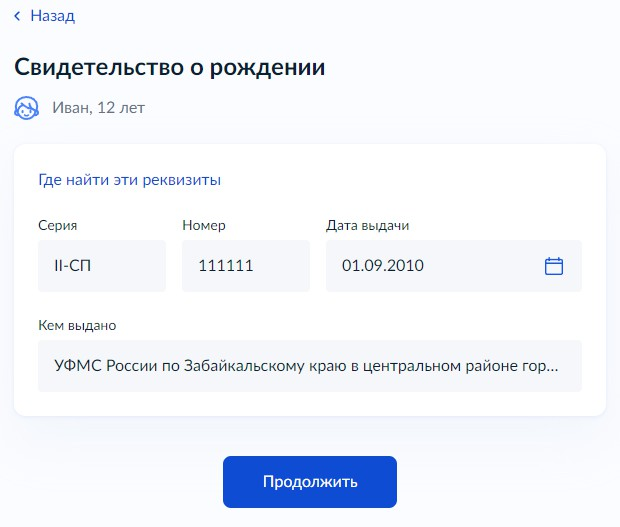 Назад
Свидетельство о рождении
Иван, 12 лет
Где найти эти реквизиты
Серия Номер Дата выдачи
II-СП 111111 01.09.2010
Кем выдано
УФМС России по Забайкальскому краю в центральном районе гор...
Продолжить